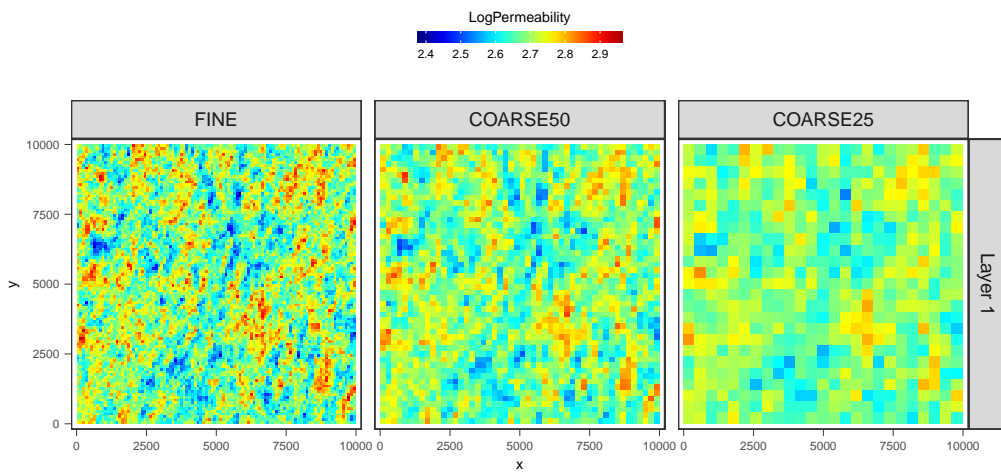 LogPermeability
2.4 2.5 2.6 2.7 2.8 2.9
FINE COARSE50 COARSE25
Layer 1
10000
7500
5000
2500
0
y
0 2500 5000 7500 10000 0 2500 5000 7500 10000 0 2500 5000 7500 10000
x